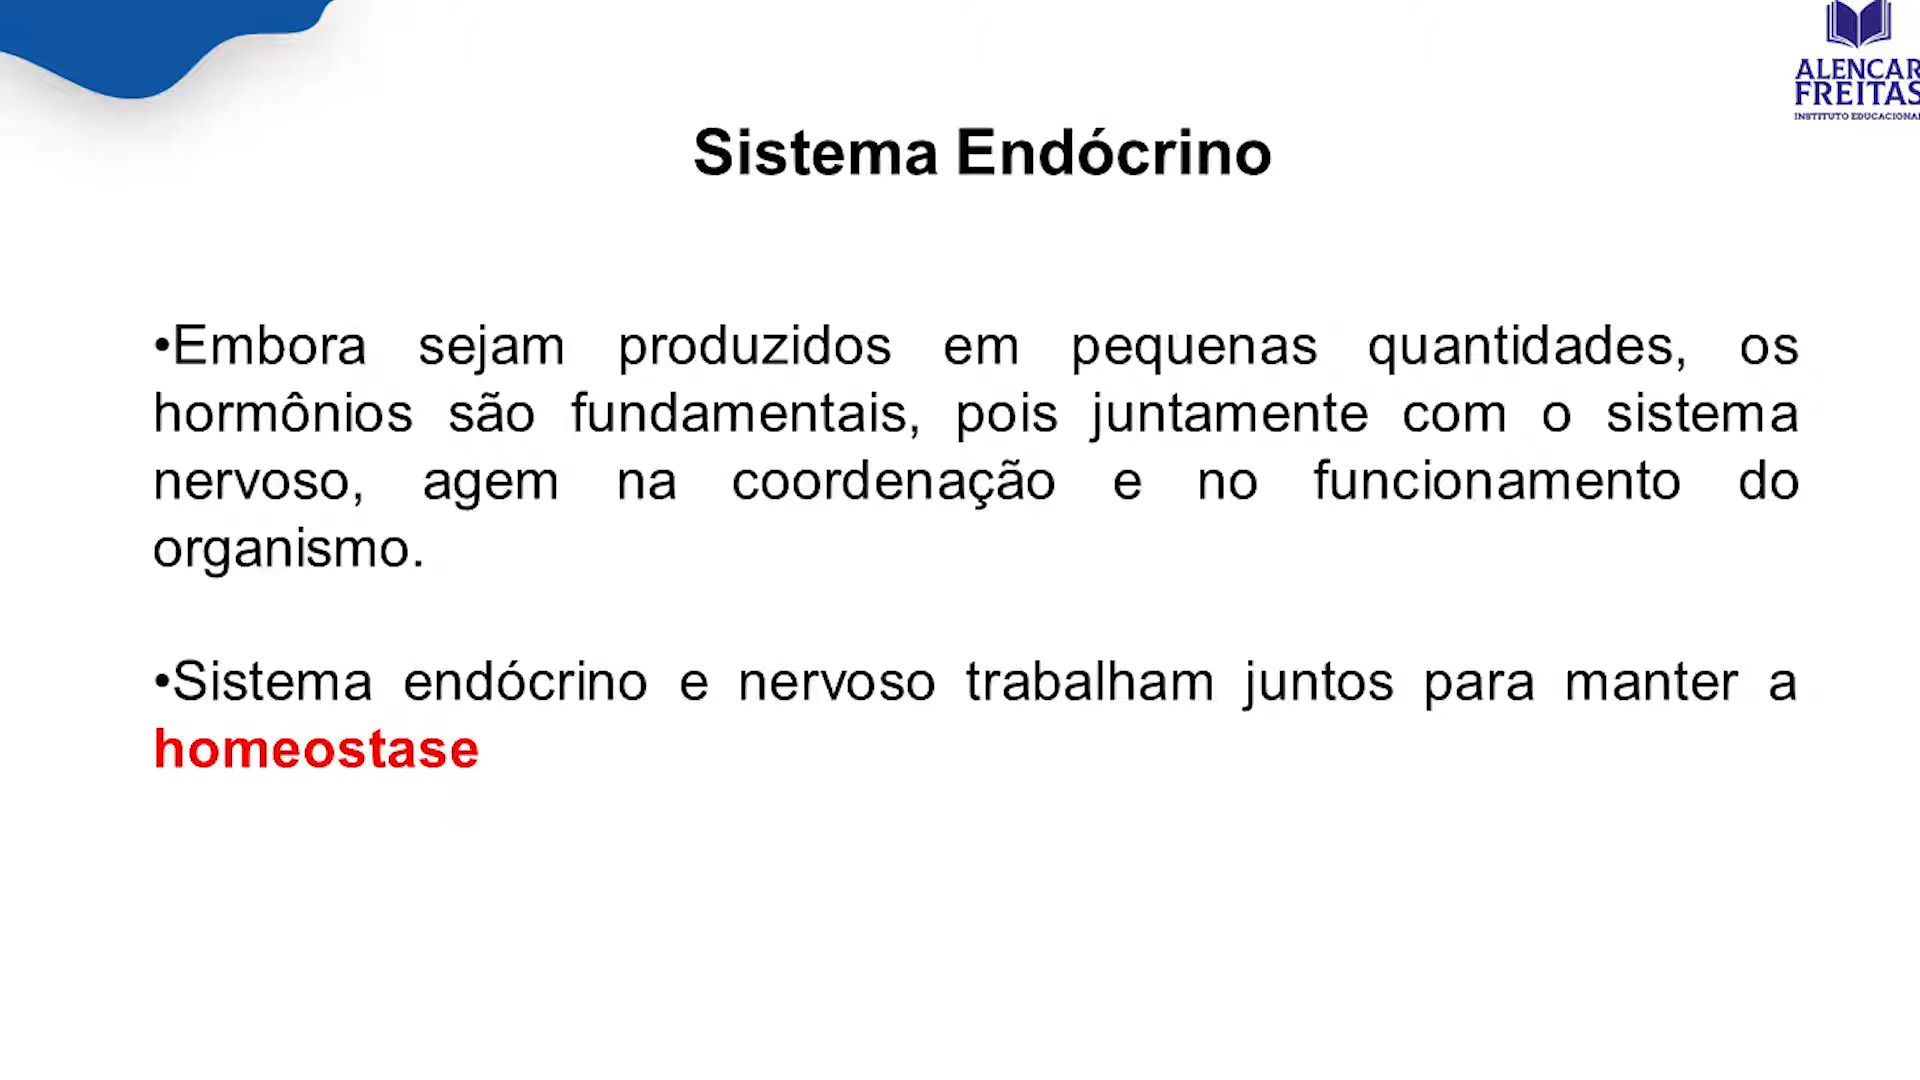 ALENCAR
FREITAS
INSTITUTO EDUCACIONAL
Sistema Endócrino
•Embora sejam produzidos em pequenas quantidades, os
hormônios são fundamentais, pois juntamente com o sistema
nervoso, agem na coordenação e no funcionamento do
organismo.
•Sistema endócrino e nervoso trabalham juntos para manter a
homeostase